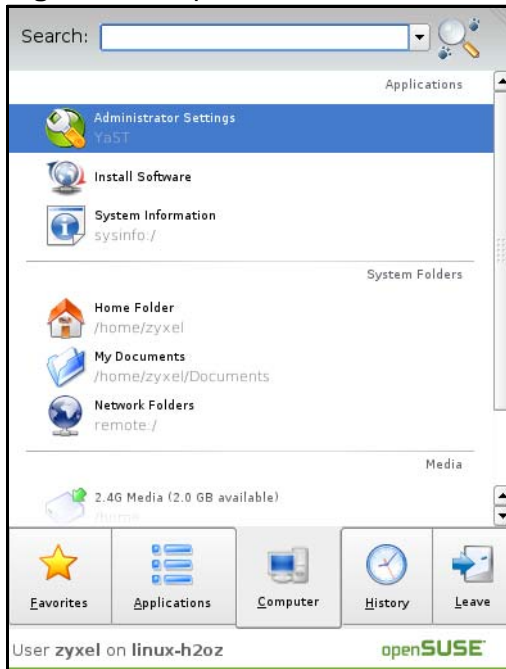 Search:
Applications
Administrator Settings
YaST
Install Software
System Information
sysinfo:/
System Folders
Home Folder
/home/zyxel
My Documents
/home/zyxel/Documents
Network Folders
remote:/
Media
2.4G Media (2.0 GB available)
/home
Favorites Applications Computer History Leave
User zyxel on linux-h2oz openSUSE